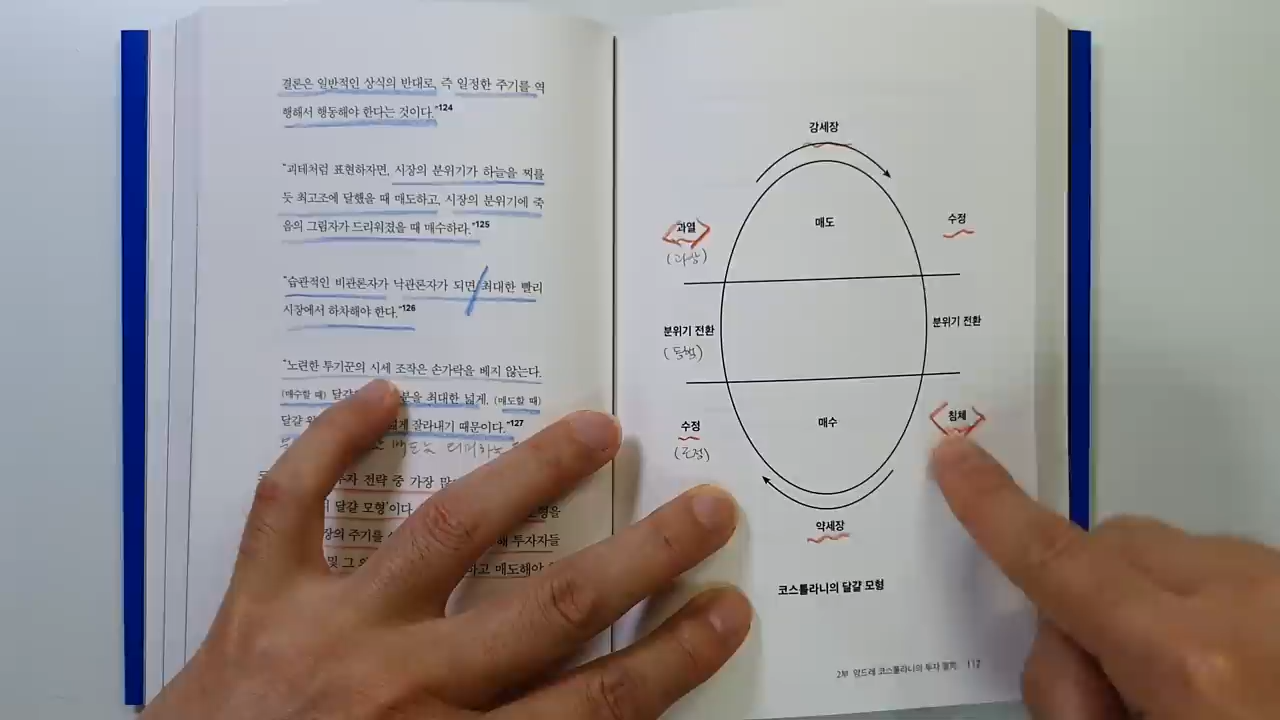 결론은 일반적인 상식의 반대로, 즉 일정한 주기를 역
행해서 행동해야 한다는 것이다."124
"괴테처럼 표현하자면, 시장의 분위기가 하늘을 찌를
듯 최고조에 달했을 때 매도하고, 시장의 분위기에 죽
음의 그림자가 드리워졌을 때 매수하라."125
"습관적인 비관론자가 낙관론자가 되면, 최대한 빨리
시장에서 하차해야 한다."126
"노련한 투기꾼의 시세 조작은 손가락을 베지 않는다.
(매수할 때) 최대한 넓게, (매도할 때)
달걀 잘라내기 때문이다."127
전략 중 가장
달걀 모형'이다.
주기를 투자자들
및 그 매도해야
강세장
과열
매도
수정
(과장)
분위기 전환
분위기 전환
(동행)
수정
매수
침체
(조정)
약세장
코스톨라니의 달걀 모형
2부 앙드레 코스톨라니의 투자 철학 117